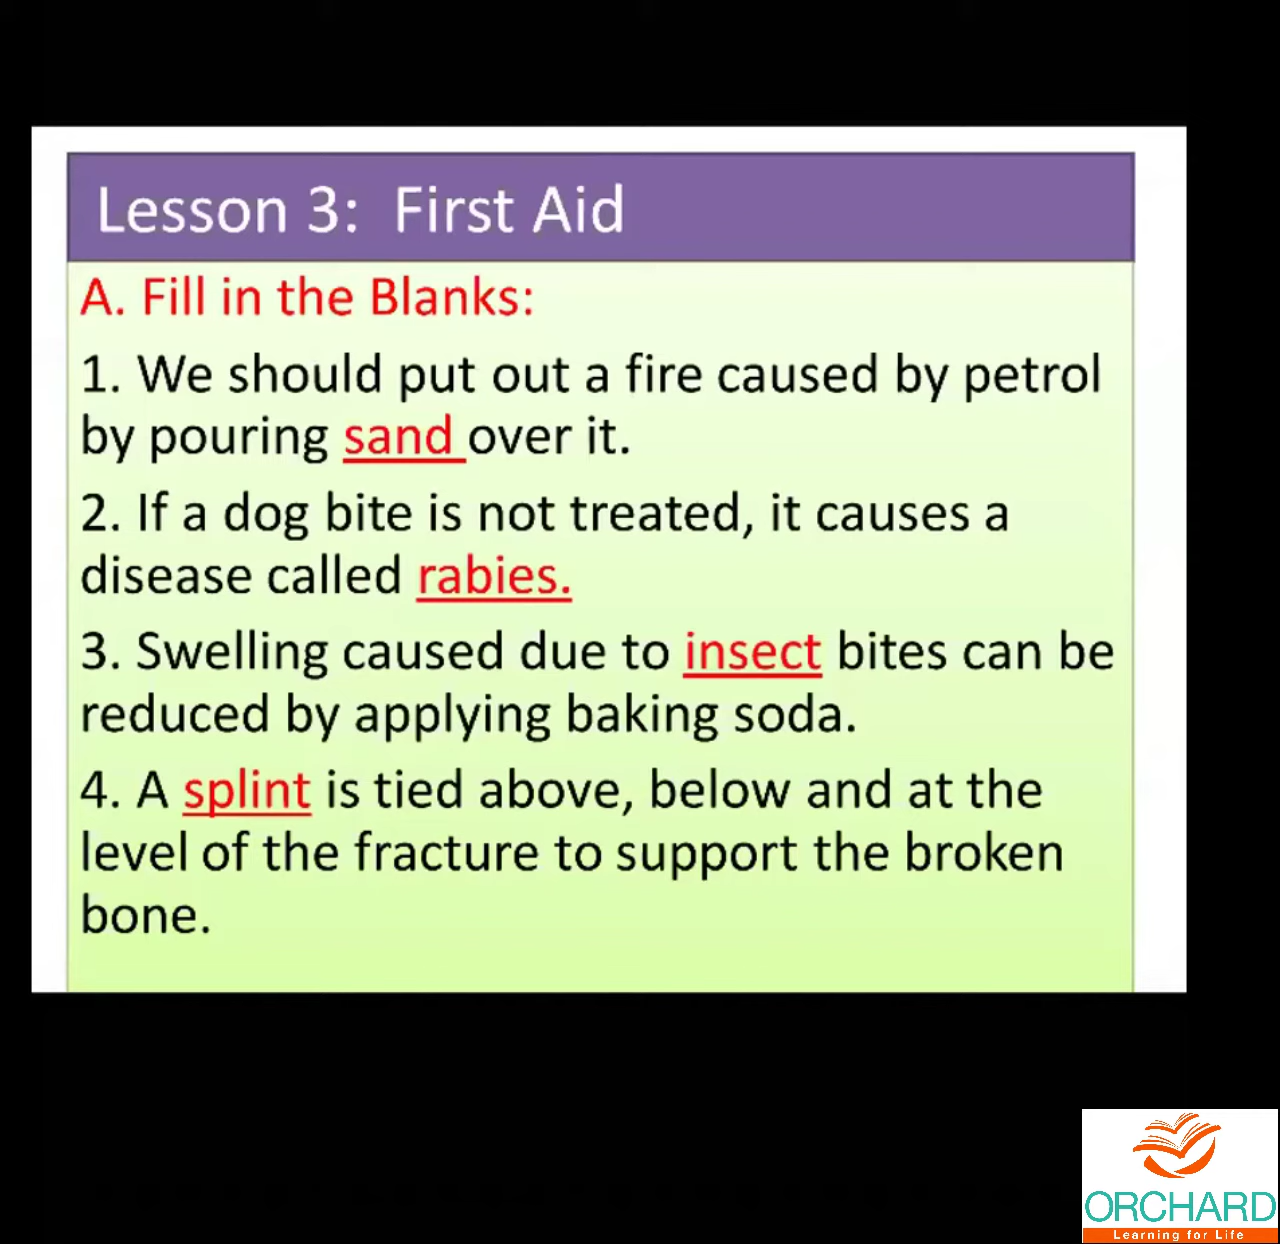 Lesson 3:  First Aid
A. Fill in the Blanks:
1. We should put out a fire caused by petrol
by pouring sand over it.
2. If a dog bite is not treated, it causes a
disease called rabies.
3. Swelling caused due to insect bites can be
reduced by applying baking soda.
4. A splint is tied above, below and at the
level of the fracture to support the broken
bone.
ORCHARD
Learning for Life